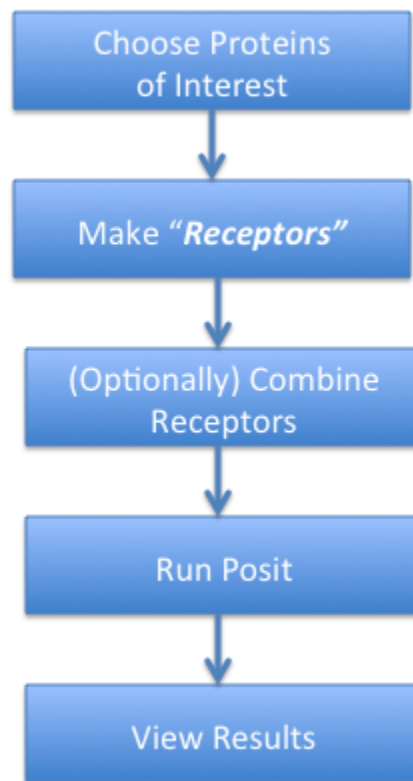 Choose Proteins
of Interest
Make “Receptors”
(Optionally) Combine
Receptors
Run Posit
View Results